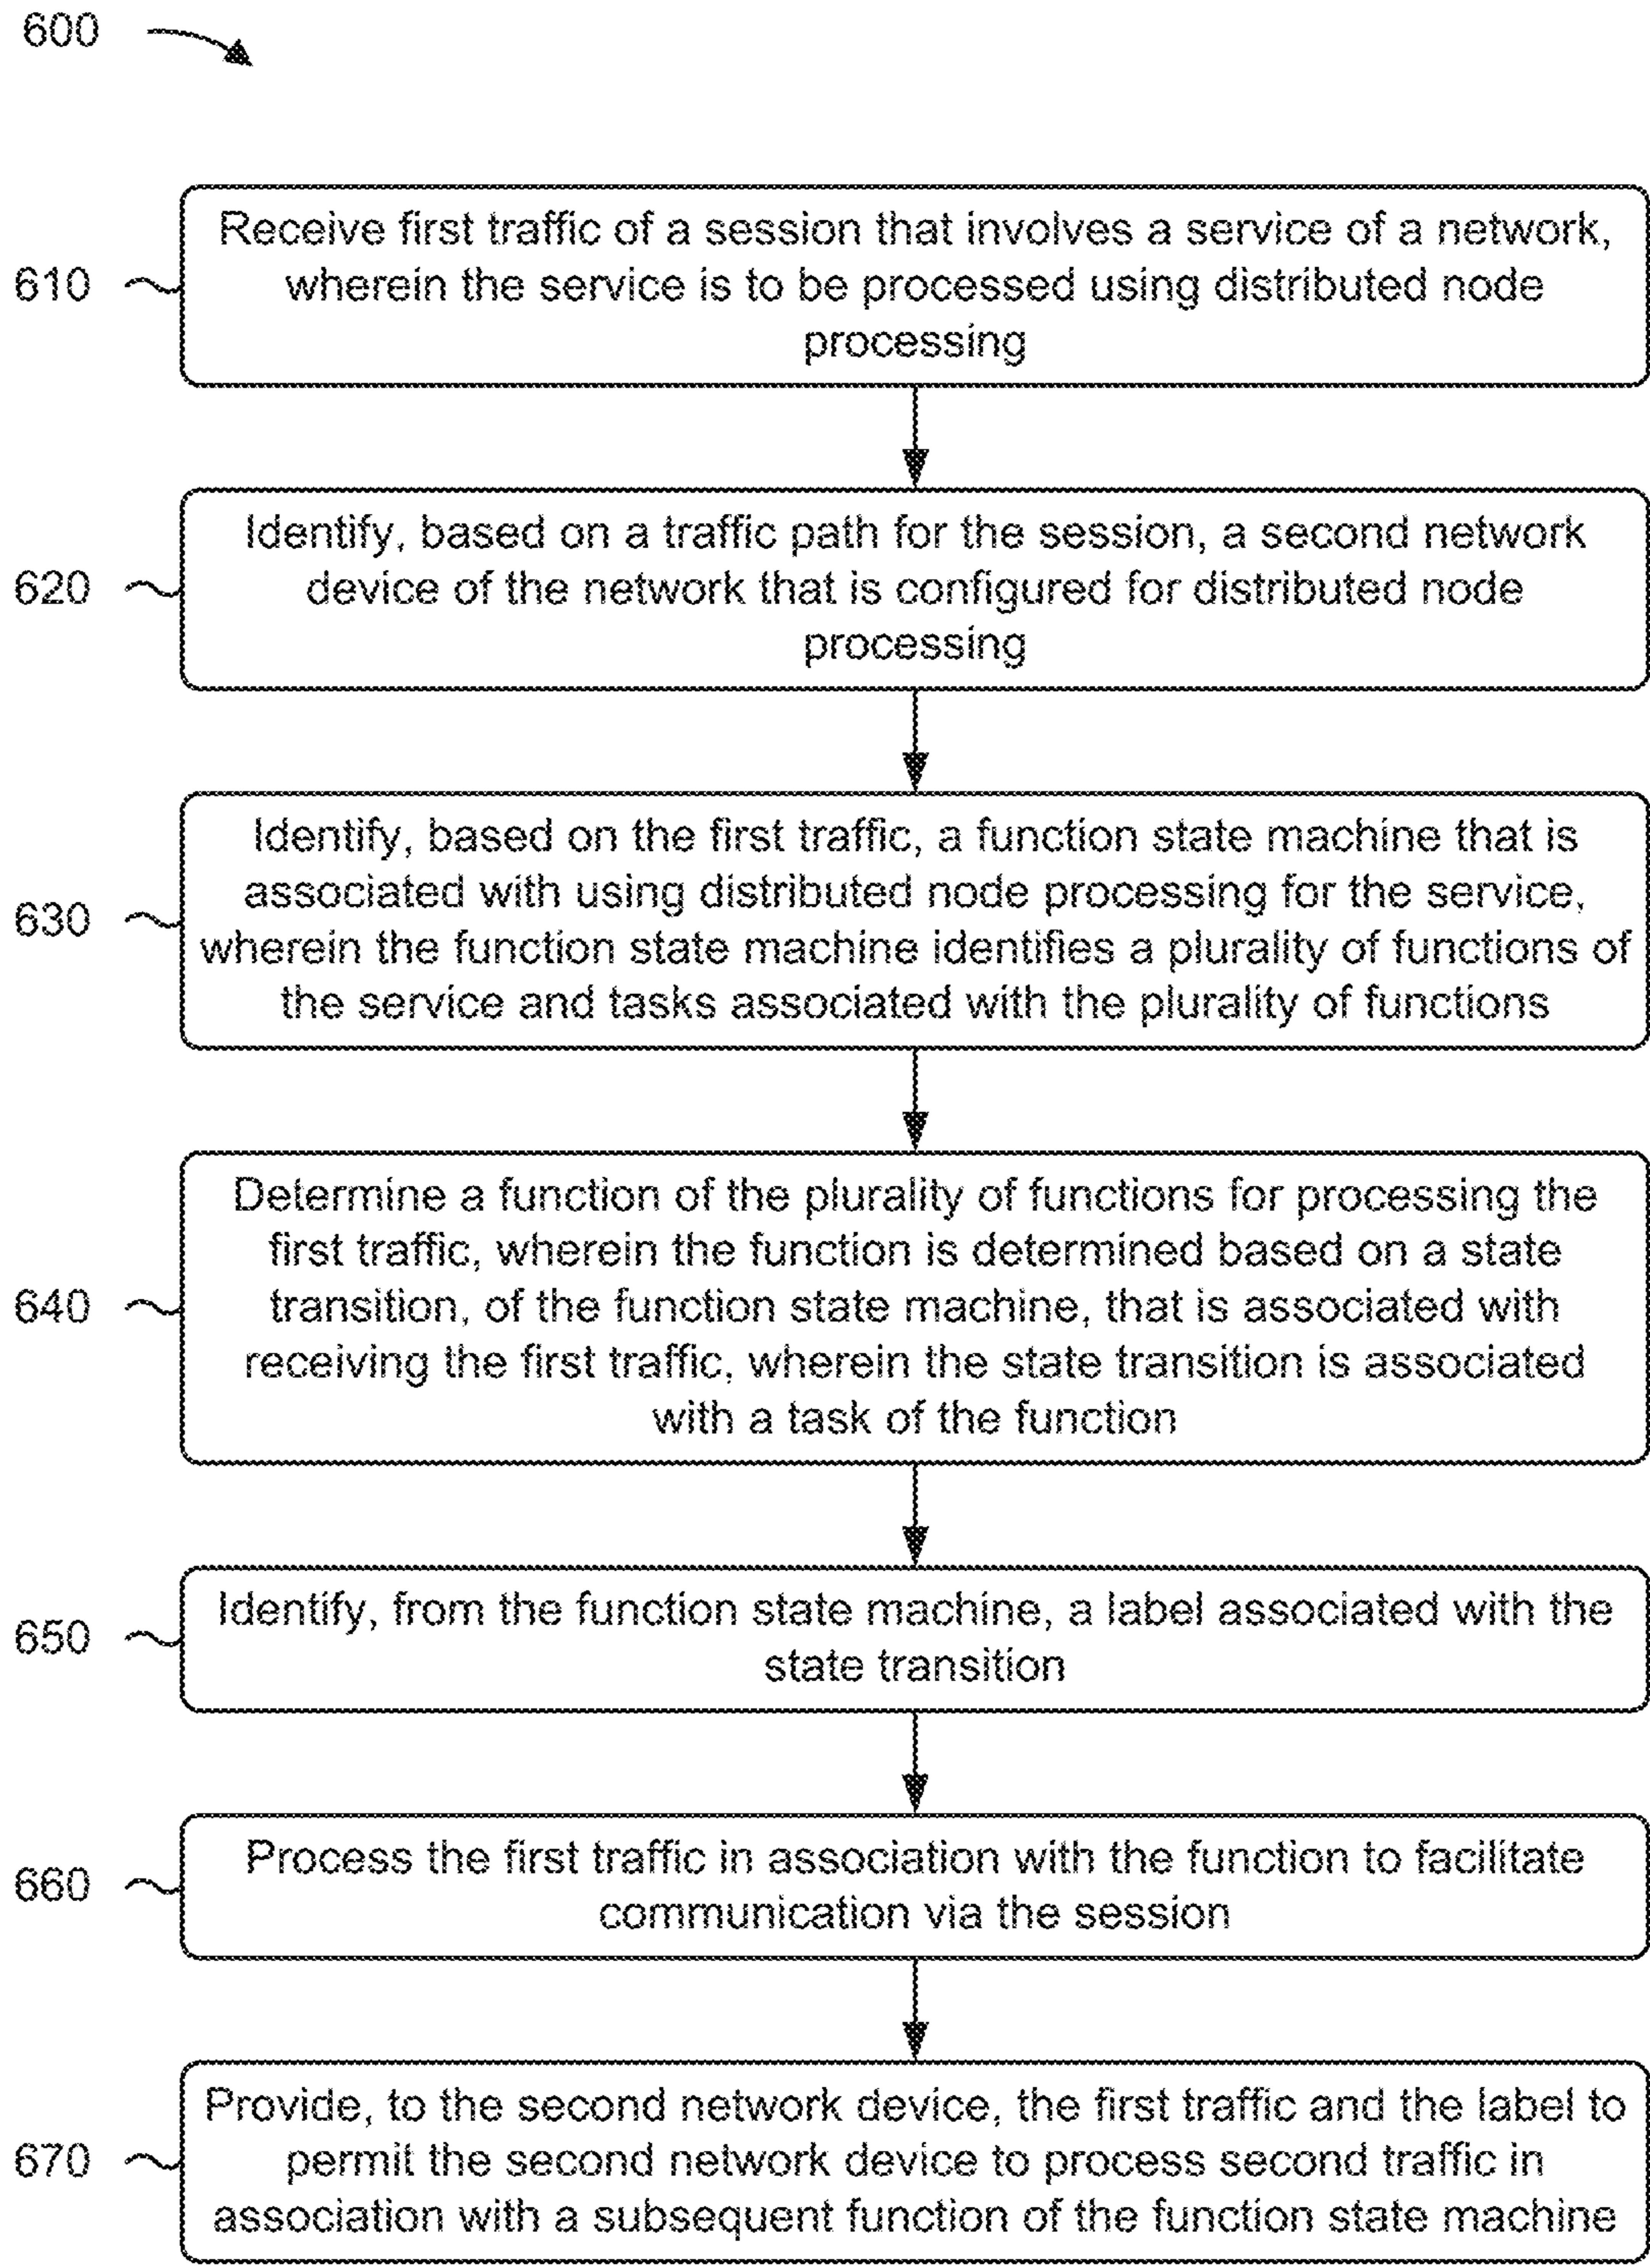 600
610
Receive first traffic of a session that involves a service of a network,
wherein the service is to be processed using distributed node
processing
620
Identify, based on a traffic path for the session, a second network
device of the network that is configured for distributed node
processing
630
Identify, based on the first traffic, a function state machine that is
associated with using distributed node processing for the service,
wherein the function state machine identifies a plurality of functions of
the service and tasks associated with the plurality of functions
640
Determine a function of the plurality of functions for processing the
first traffic, wherein the function is determined based on a state
transition, of the function state machine, that is associated with
receiving the first traffic, wherein the state transition is associated
with a task of the function
650
Identify, from the function state machine, a label associated with the
state transition
660
Process the first traffic in association with the function to facilitate
communication via the session
670
Provide, to the second network device, the first traffic and the label to
permit the second network device to process second traffic in
association with a subsequent function of the function state machine